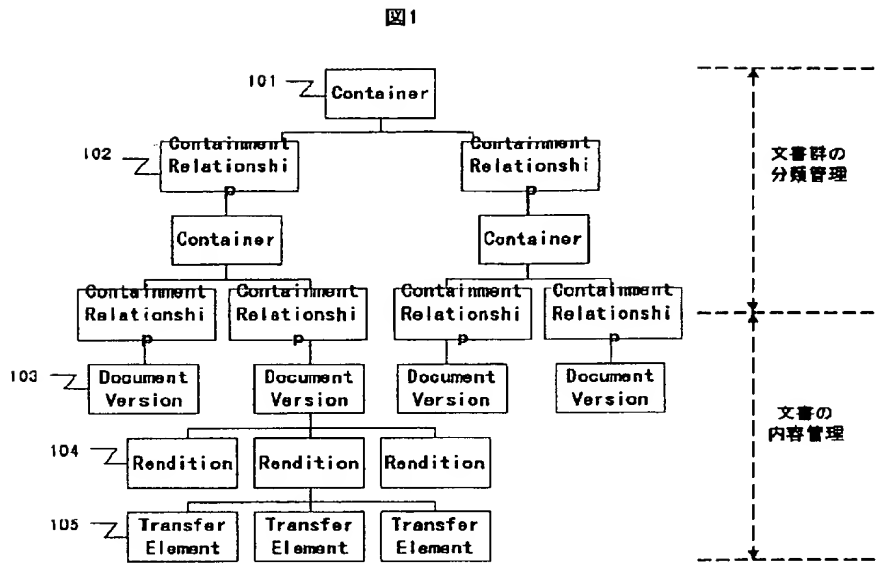 図1
101
Container
102
Containment
Relationshi
p
Containment
Relationshi
p
文書群の
分類管理
Container
Container
Containment
Relationshi
p
Containment
Relationshi
p
Containment
Relationshi
p
Containment
Relationshi
p
103
Document
Version
Document
Version
Document
Version
Document
Version
文書の
内容管理
104
Rendition
Rendition
Rendition
105
Transfer
Element
Transfer
Element
Transfer
Element